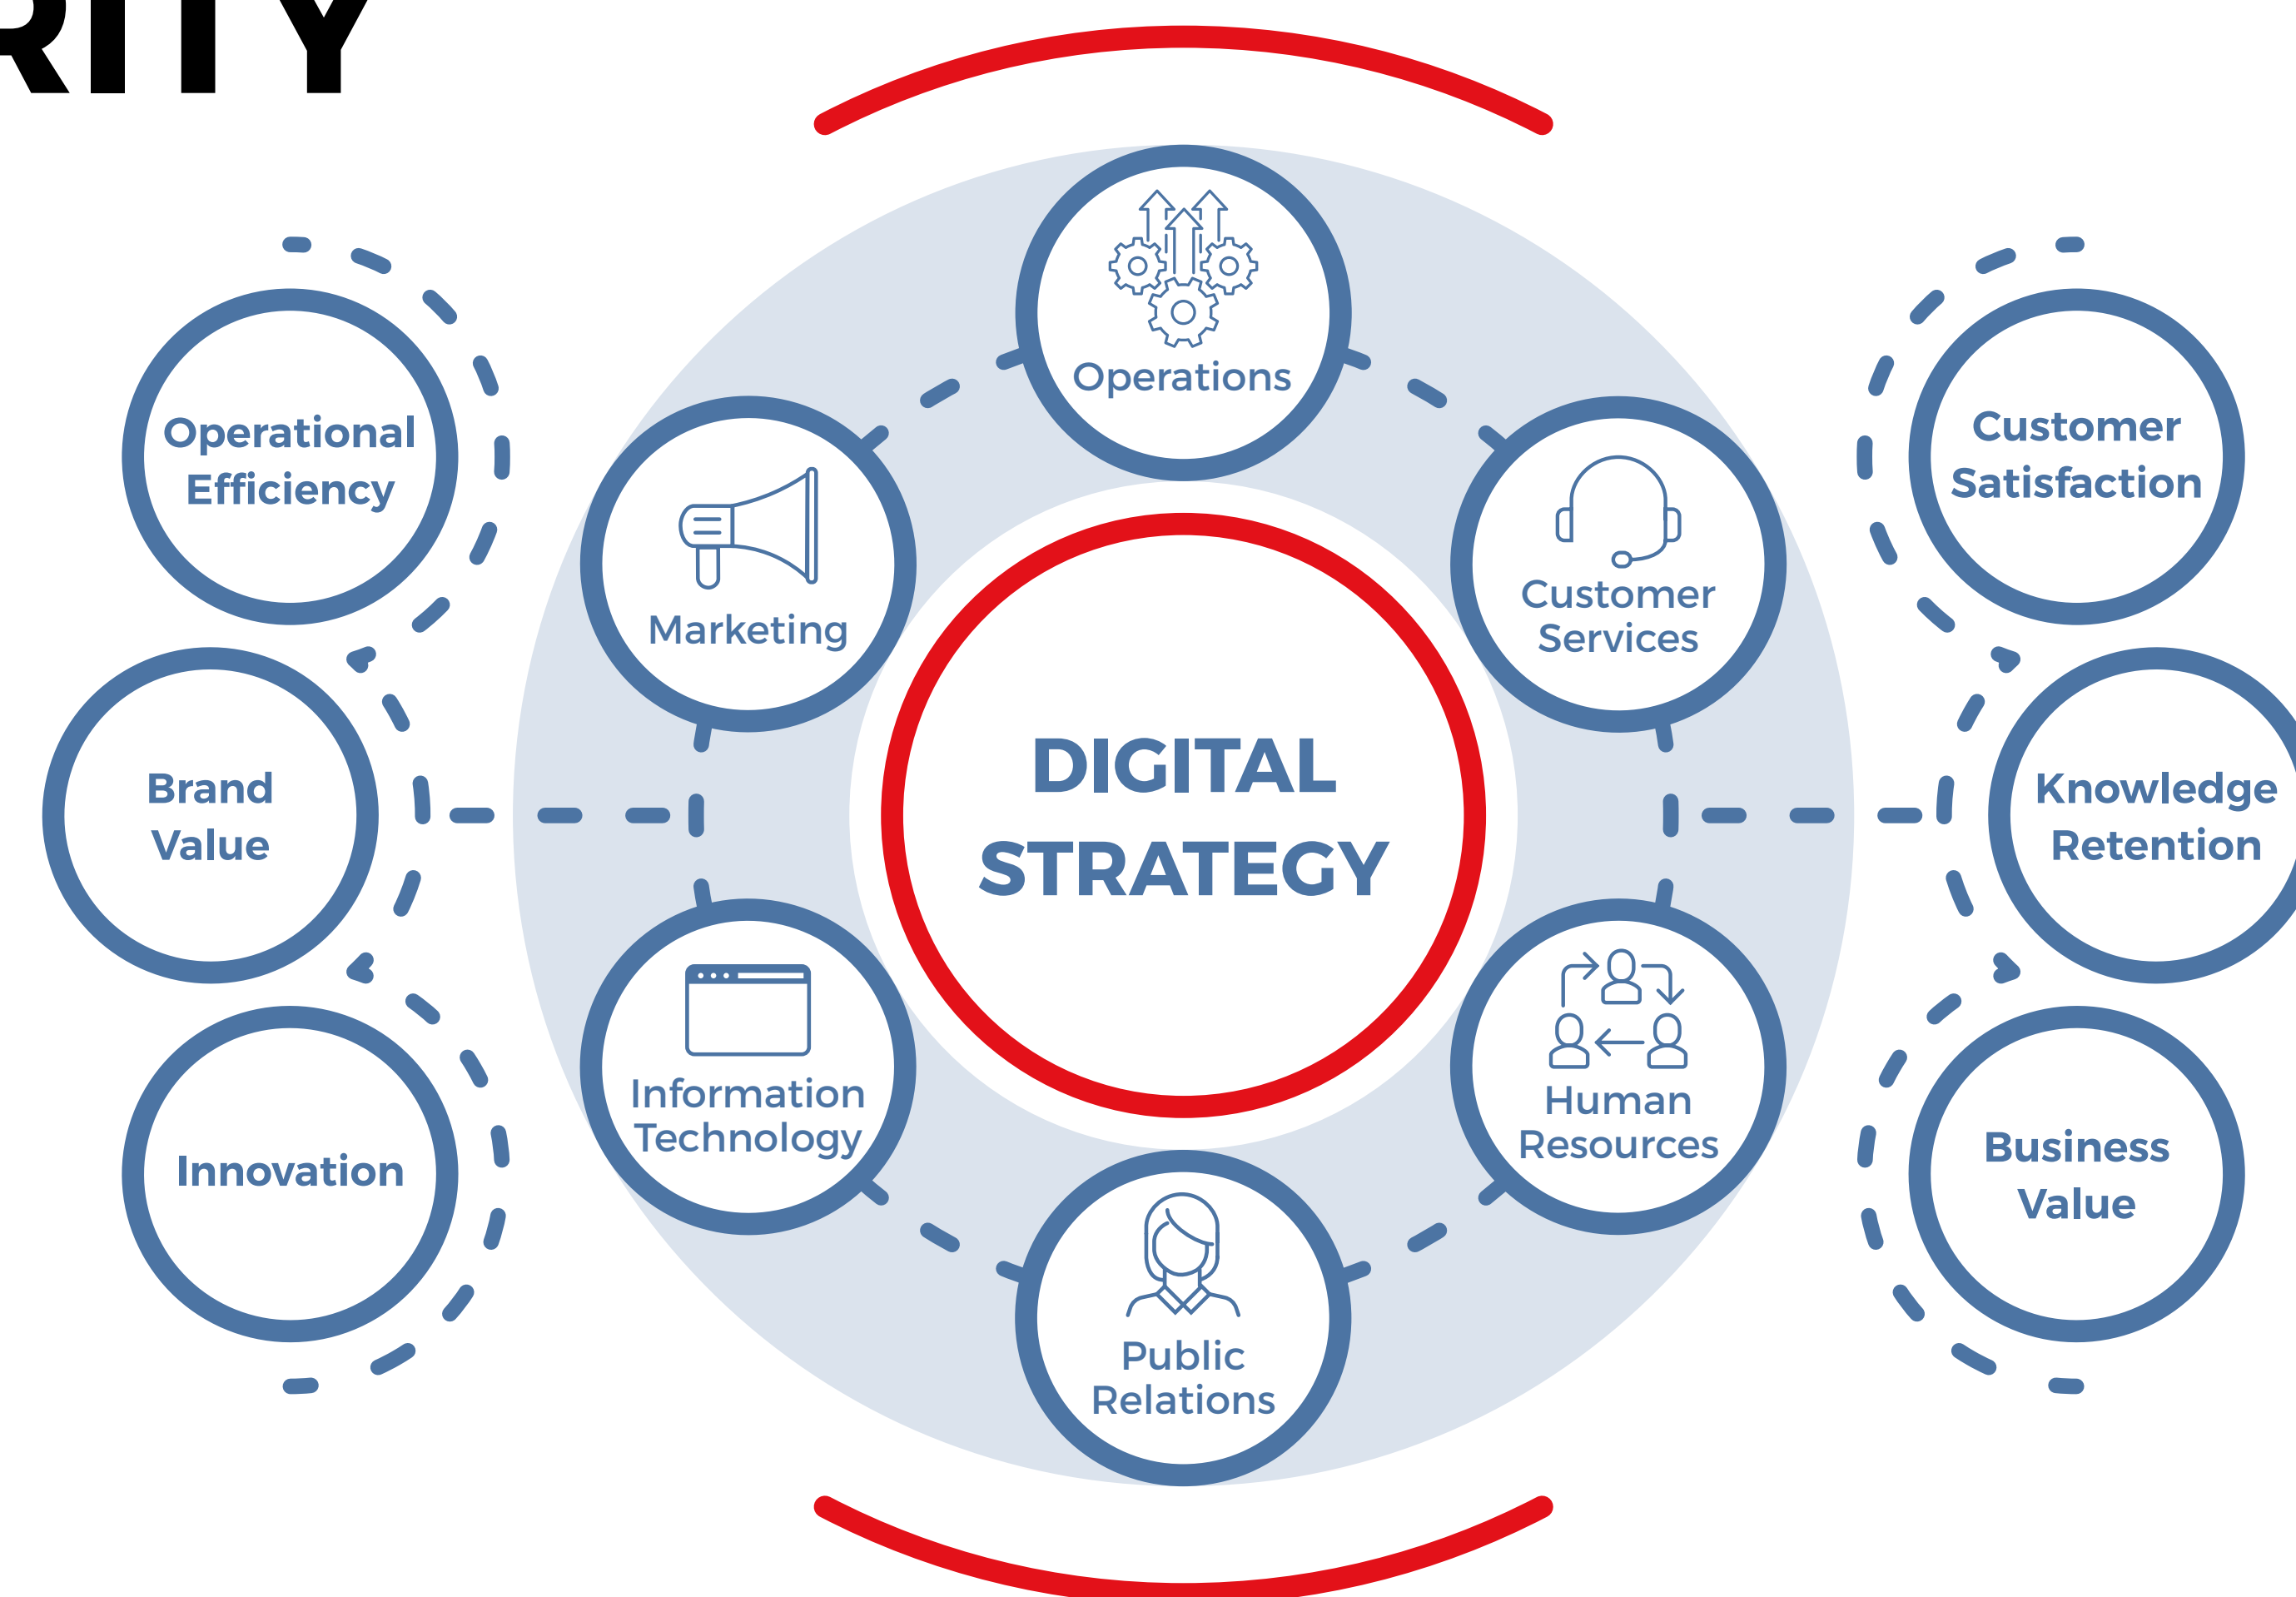 RITY
Operations
Marketing
Customer
Services
Operational
Efficiency
Customer
Satisfaction
DIGITAL
STRATEGY
Brand
Value
Knowledge
Retention
Information
Technology
Human
Resources
Innovation
Business
Value
Public
Relations